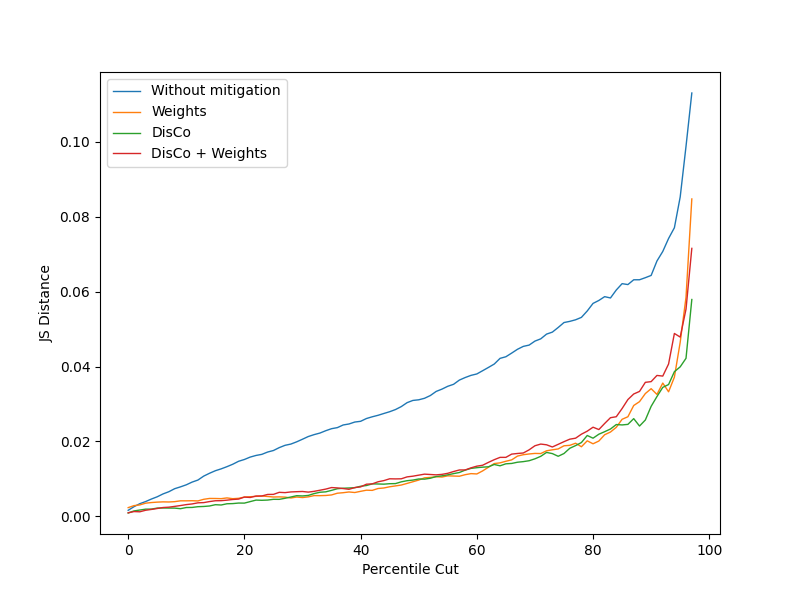 Without mitigation
Weights
DisCo
DisCo + Weights
0.10
0.08
0.06
0.04
0.02
0.00
JS Distance
0 20 40 60 80 100
Percentile Cut